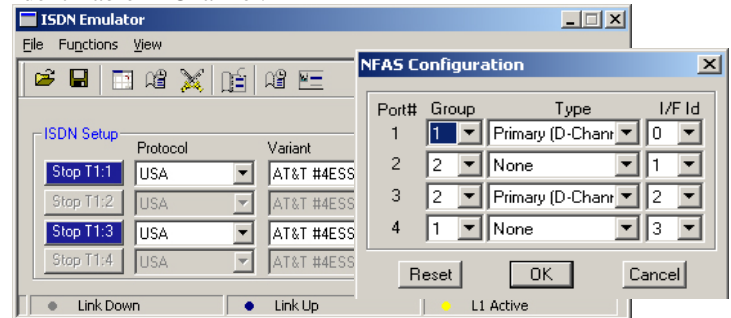 ISDN Emulator
File Functions View
ISDN Setup
Protocol Variant
Stop T1:1 USA AT&T #4ESS
Stop T1:2 USA AT&T #4ESS
Stop T1:3 USA AT&T #4ESS
Stop T1:4 USA AT&T #4ESS
Link Down Link Up L1 Active
NFAS Configuration
Port# Group Type I/F Id
1 1 Primary (D-Chanr 0
2 2 None 1
3 2 Primary (D-Chanr 2
4 1 None 3
Reset OK Cancel